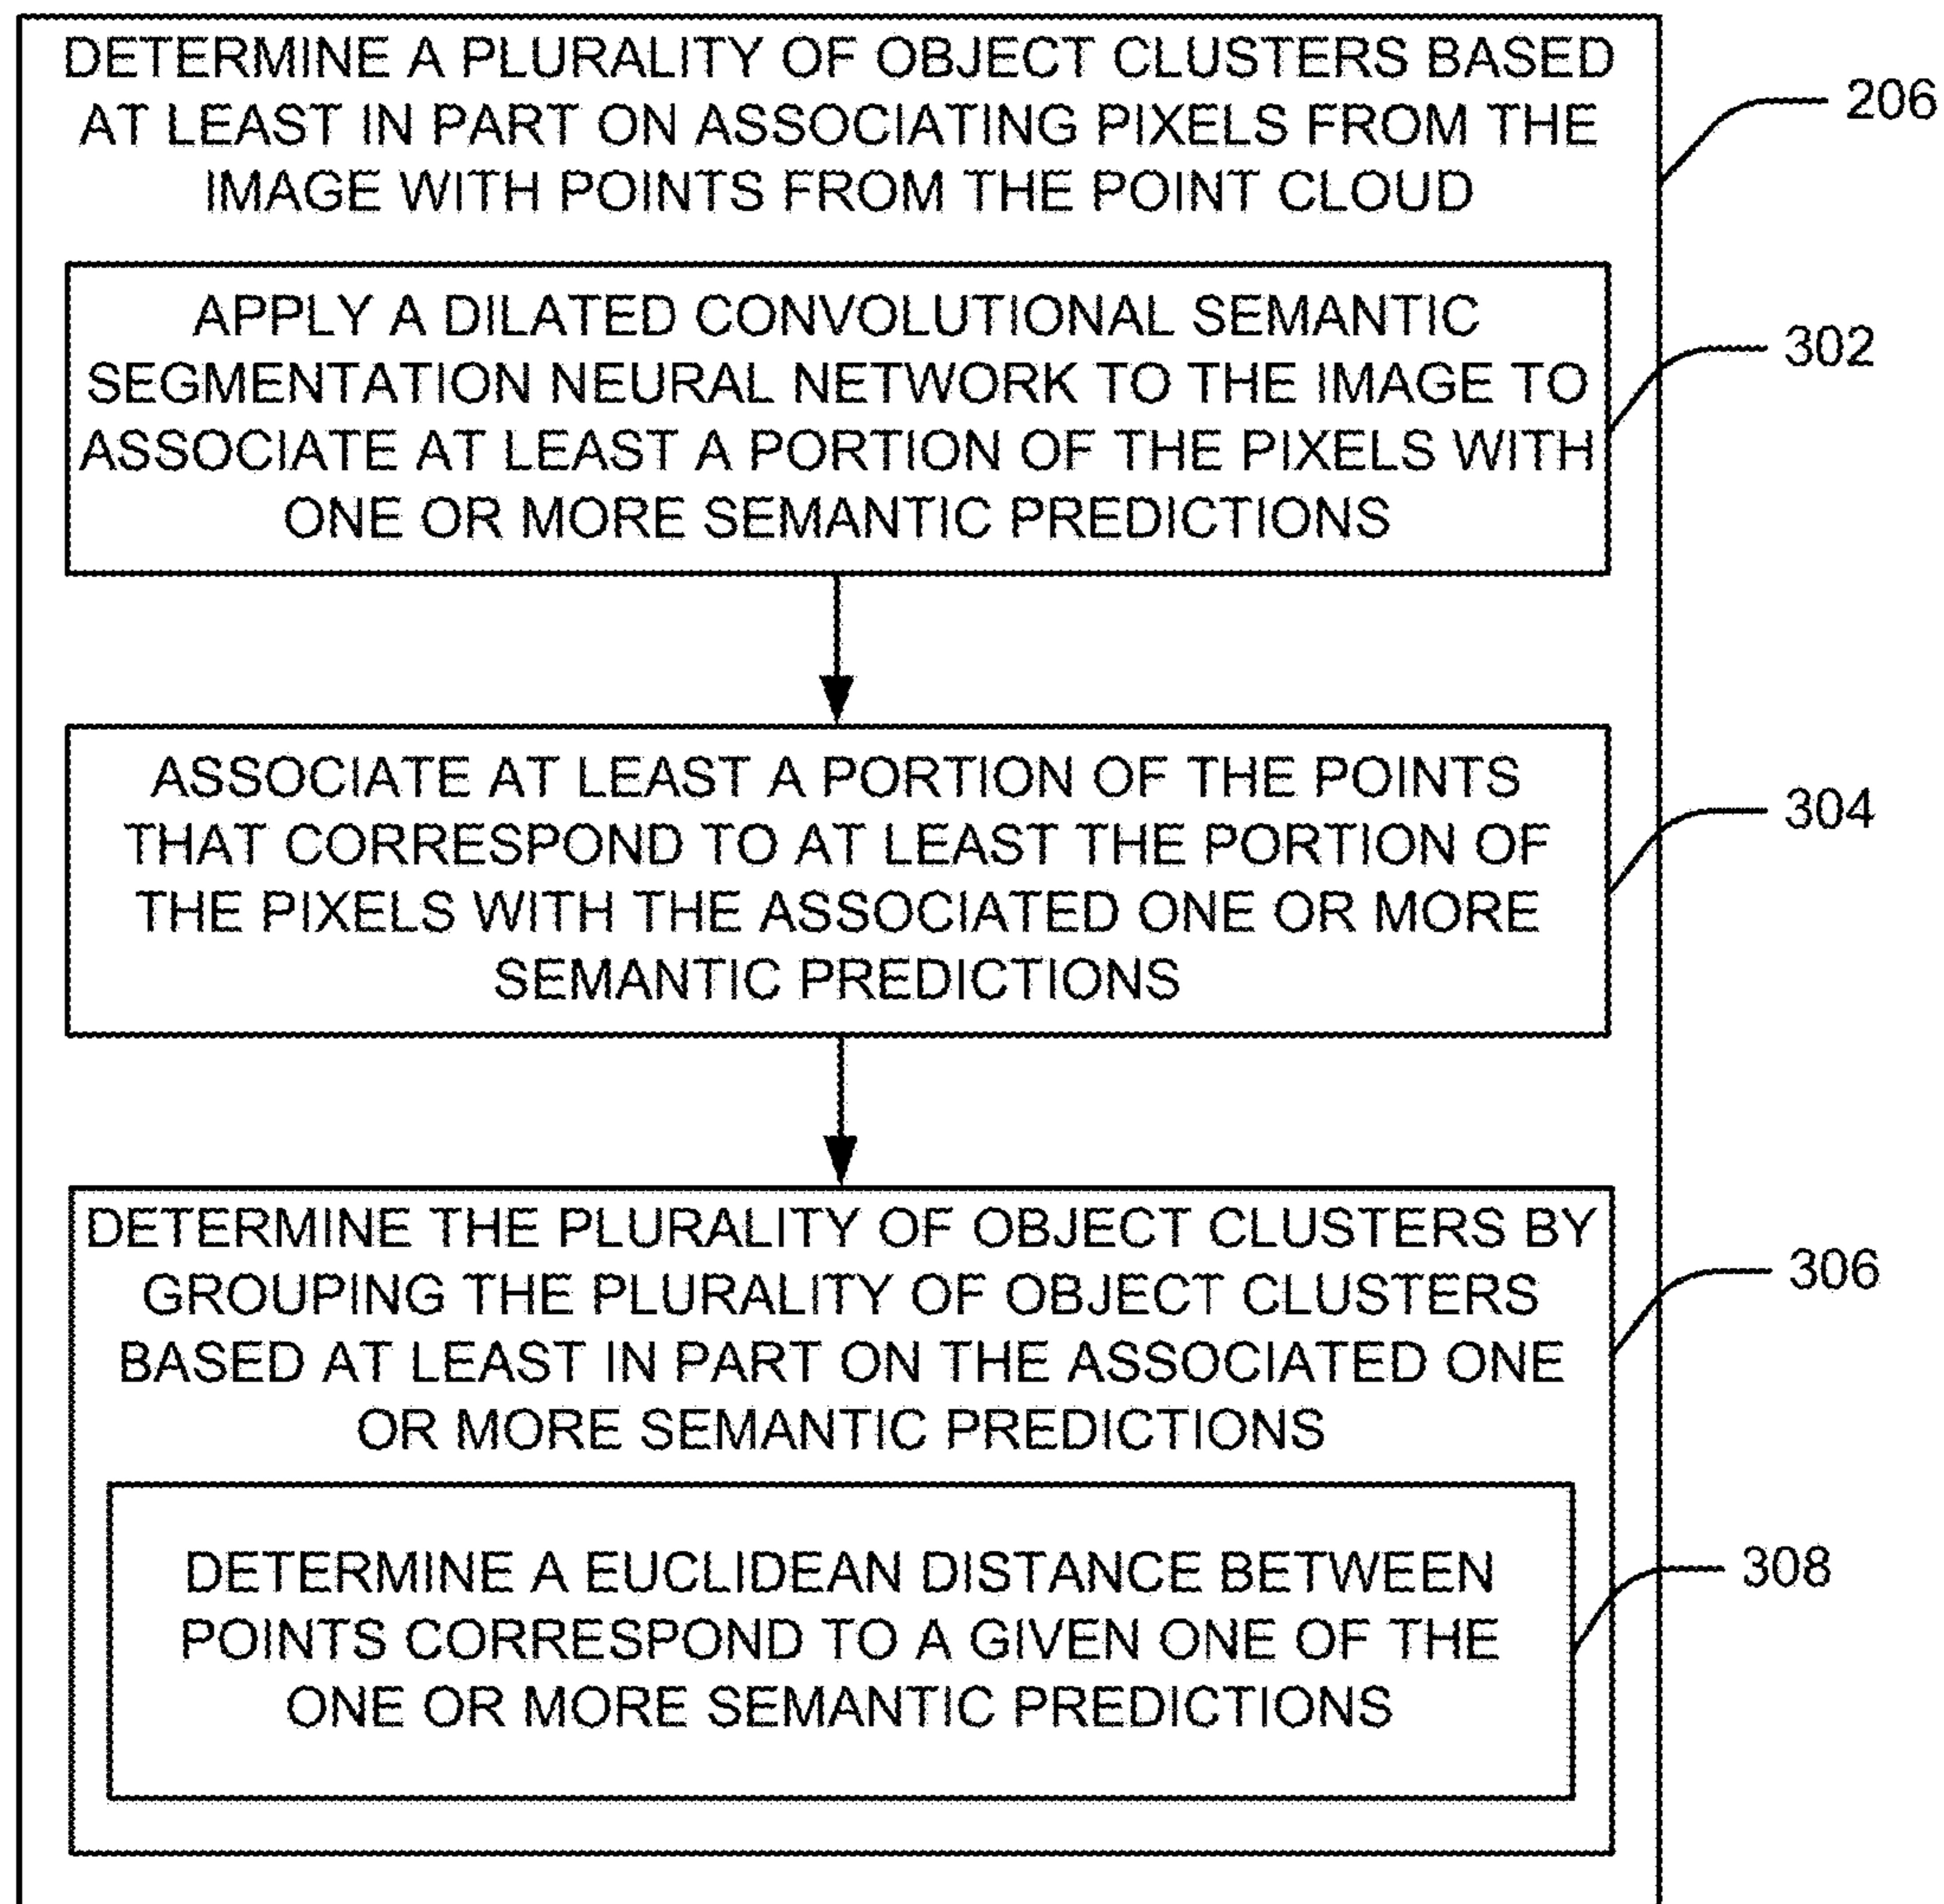 DETERMINE A PLURALITY OF OBJECT CLUSTERS BASED
AT LEAST IN PART ON ASSOCIATING PIXELS FROM THE
IMAGE WITH POINTS FROM THE POINT CLOUD
206
APPLY A DILATED CONVOLUTIONAL SEMANTIC
SEGMENTATION NEURAL NETWORK TO THE IMAGE TO
ASSOCIATE AT LEAST A PORTION OF THE PIXELS WITH
ONE OR MORE SEMANTIC PREDICTIONS
302
ASSOCIATE AT LEAST A PORTION OF THE POINTS
THAT CORRESPOND TO AT LEAST THE PORTION OF
THE PIXELS WITH THE ASSOCIATED ONE OR MORE
SEMANTIC PREDICTIONS
304
DETERMINE THE PLURALITY OF OBJECT CLUSTERS BY
GROUPING THE PLURALITY OF OBJECT CLUSTERS
BASED AT LEAST IN PART ON THE ASSOCIATED ONE
OR MORE SEMANTIC PREDICTIONS
306
DETERMINE A EUCLIDEAN DISTANCE BETWEEN
POINTS CORRESPOND TO A GIVEN ONE OF THE
ONE OR MORE SEMANTIC PREDICTIONS
308